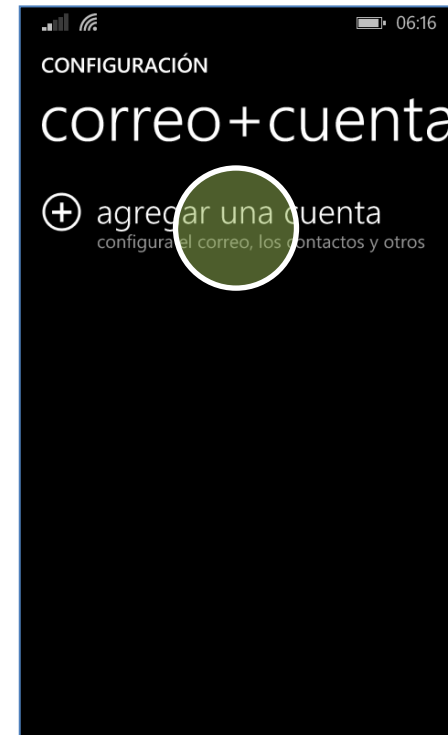 06:16
CONFIGURACIÓN
correo+cuenta
agregar una cuenta
configura el correo, los contactos y otros